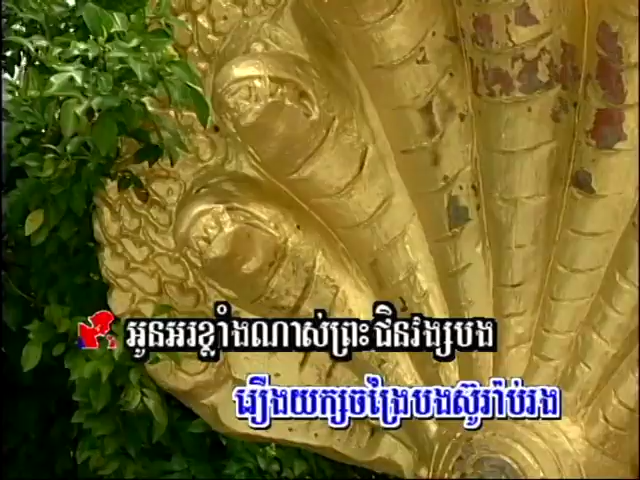 អូនអរខ្លាំងណាស់ព្រះជិនវង្សបង
រឿងយក្សចង្រៃបងស៊ូរ៉ាប់រង